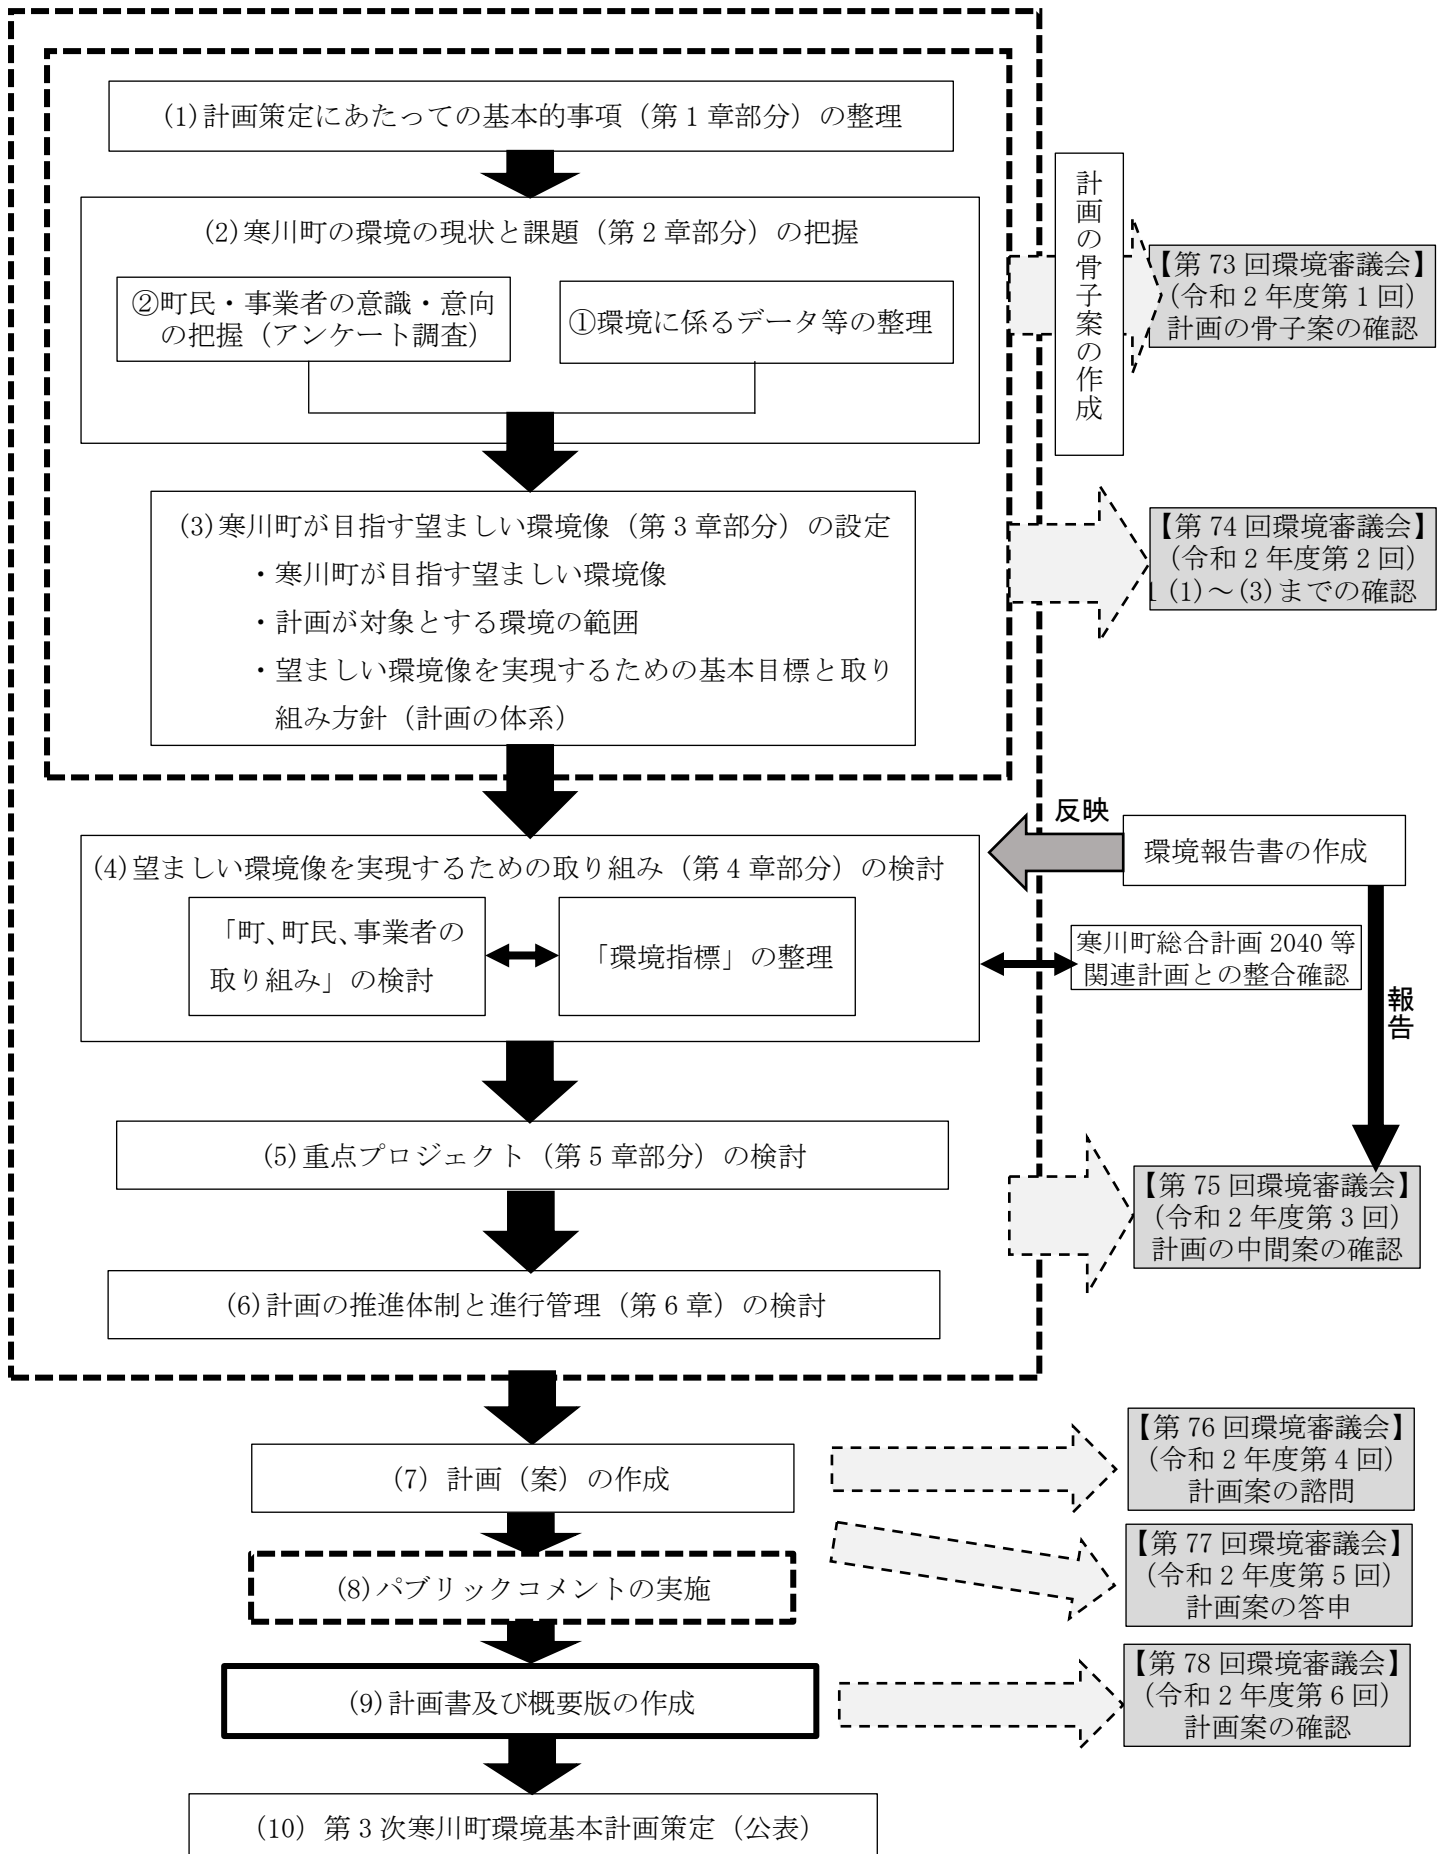 (1)計画策定にあたっての基本的事項（第1章部分）の整理
(2)寒川町の環境の現状と課題（第2章部分）の把握
②町民・事業者の意識・意向
の把握（アンケート調査）
①環境に係るデータ等の整理
計画の骨子案の作成
【第 73 回環境審議会】
（令和 2 年度第 1 回）
計画の骨子案の確認
(3)寒川町が目指す望ましい環境像（第3章部分）の設定
・寒川町が目指す望ましい環境像
・計画が対象とする環境の範囲
・望ましい環境像を実現するための基本目標と取り
組み方針（計画の体系）
【第 74 回環境審議会】
（令和 2 年度第 2 回）
1 (1)～(3)までの確認
反映
環境報告書の作成
(4)望ましい環境像を実現するための取り組み（第4章部分）の検討
「町、町民、事業者の
取り組み」の検討
「環境指標」の整理
寒川町総合計画 2040 等
関連計画との整合確認
報告
(5)重点プロジェクト（第5章部分）の検討
【第 75 回環境審議会】
（令和 2 年度第 3 回）
計画の中間案の確認
(6)計画の推進体制と進行管理（第6章）の検討
(7) 計画（案）の作成
【第 76 回環境審議会】
（令和 2 年度第 4 回）
計画案の諮問
(8)パブリックコメントの実施
【第 77 回環境審議会】
（令和 2 年度第 5 回）
計画案の答申
(9)計画書及び概要版の作成
【第 78 回環境審議会】
（令和 2 年度第 6 回）
計画案の確認
(10) 第3次寒川町環境基本計画策定（公表）